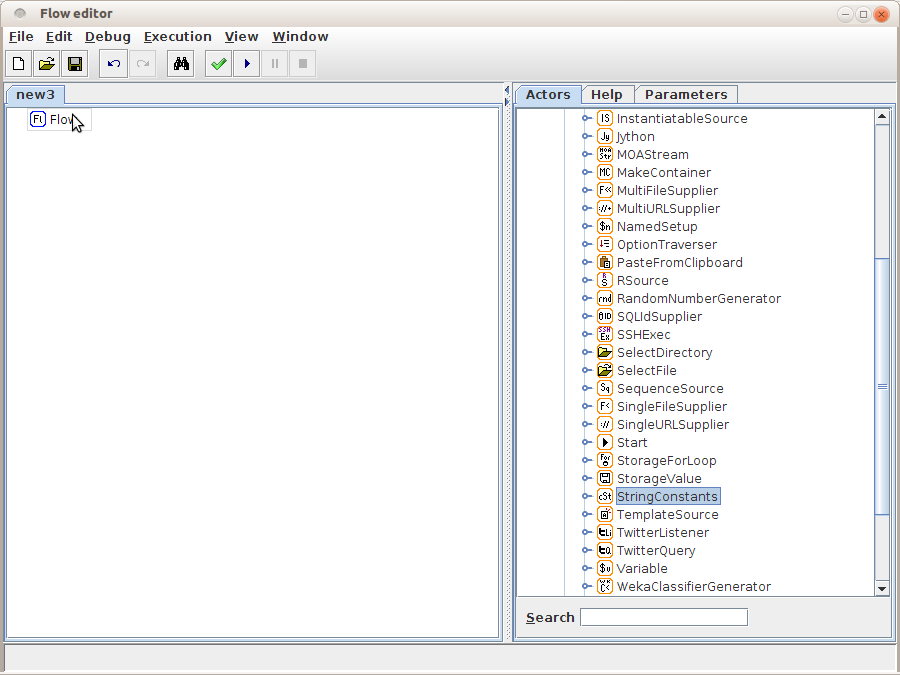 Flow editor
File Edit Debug Execution View Window
new3
Flow
Actors Help Parameters
InstantiatableSource
Jython
MOAStream
MakeContainer
MultiFileSupplier
MultiURLSupplier
NamedSetup
OptionTraverser
PasteFromClipboard
RSource
RandomNumberGenerator
SQLIdSupplier
SSHExec
SelectDirectory
SelectFile
SequenceSource
SingleFileSupplier
SingleURLSupplier
Start
StorageForLoop
StorageValue
StringConstants
TemplateSource
TwitterListener
TwitterQuery
Variable
WekaClassifierGenerator
Search